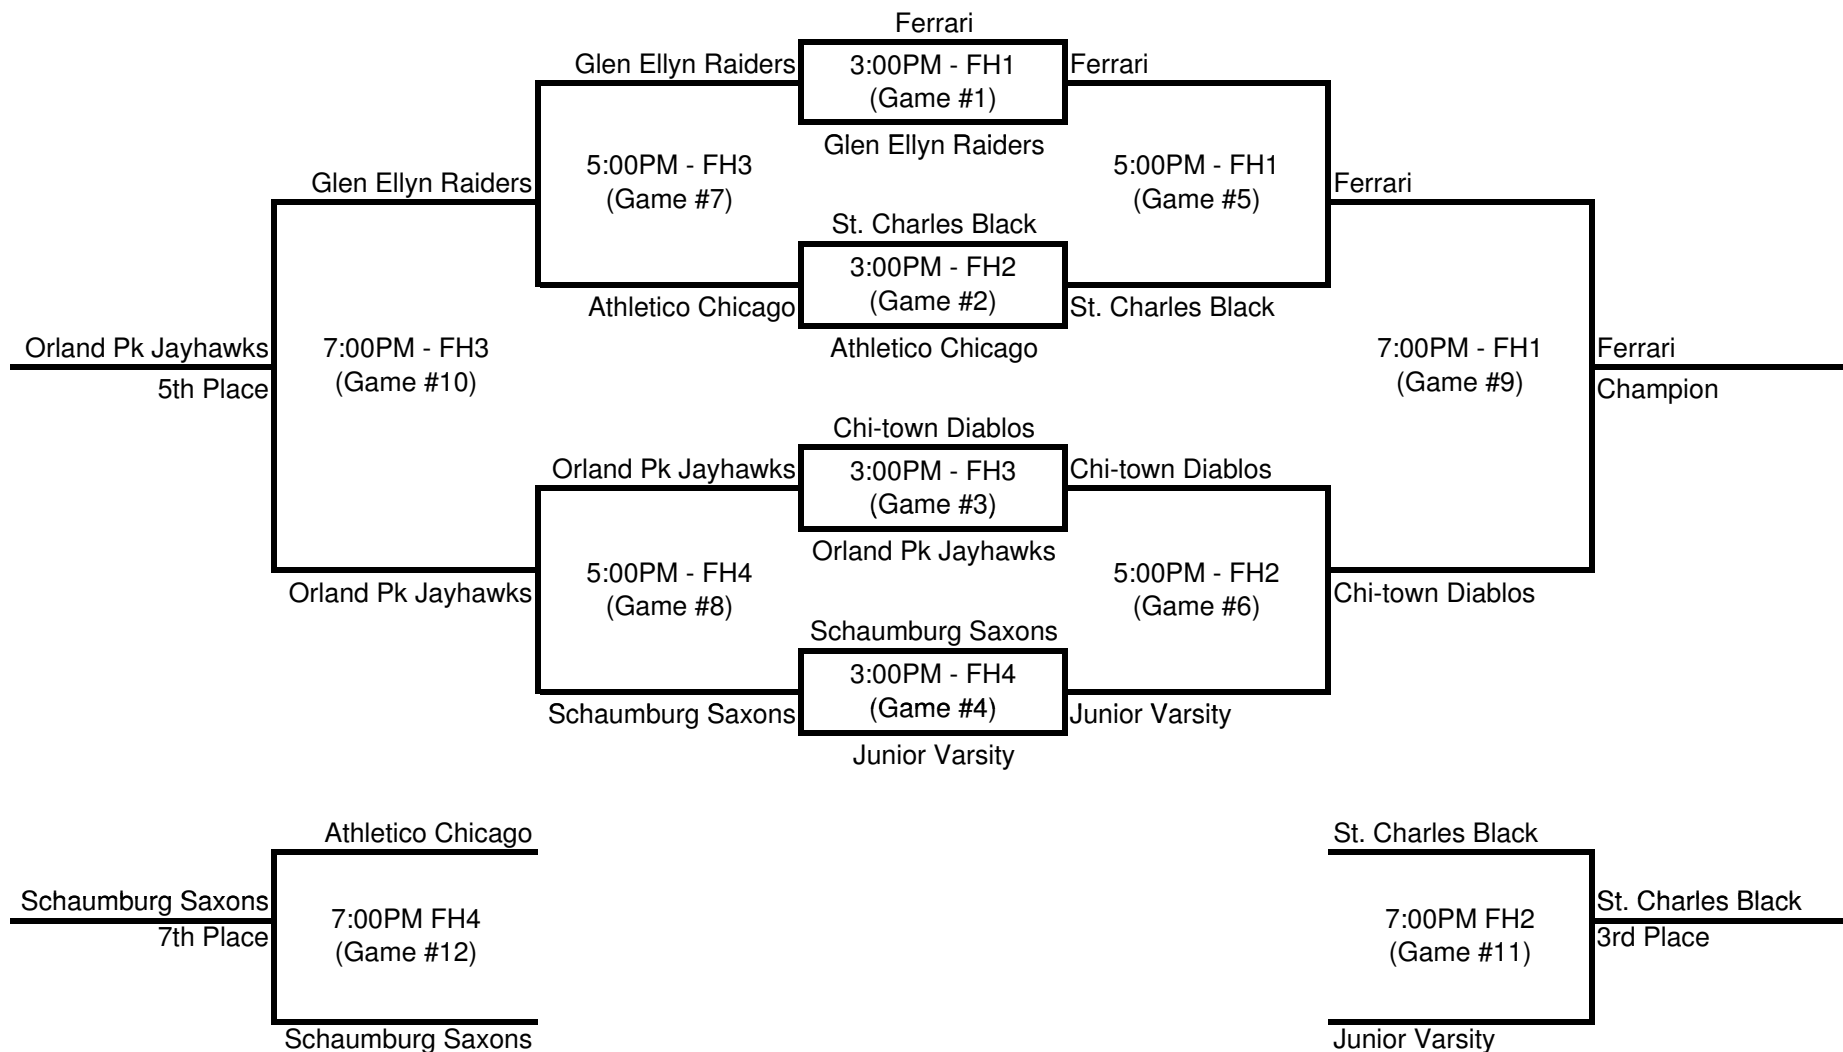 Ferrari
Glen Ellyn Raiders
3:00PM - FH1
Ferrari
(Game #1)
Glen Ellyn Raiders
5:00PM - FH3
(Game #7)
5:00PM - FH1
(Game #5)
Glen Ellyn Raiders
Ferrari
St. Charles Black
3:00PM - FH2
(Game #2)
Athletico Chicago
St. Charles Black
Athletico Chicago
Orland Pk Jayhawks
5th Place
7:00PM - FH3
(Game #10)
7:00PM - FH1
(Game #9)
Ferrari
Champion
Chi-town Diablos
Orland Pk Jayhawks
3:00PM - FH3
Chi-town Diablos
(Game #3)
Orland Pk Jayhawks
5:00PM - FH4
(Game #8)
5:00PM - FH2
(Game #6)
Orland Pk Jayhawks
Chi-town Diablos
Schaumburg Saxons
3:00PM - FH4
(Game #4)
Schaumburg Saxons
Junior Varsity
Junior Varsity
Athletico Chicago
Schaumburg Saxons
7th Place
7:00PM FH4
(Game #12)
Schaumburg Saxons
St. Charles Black
7:00PM FH2
(Game #11)
St. Charles Black
3rd Place
Junior Varsity